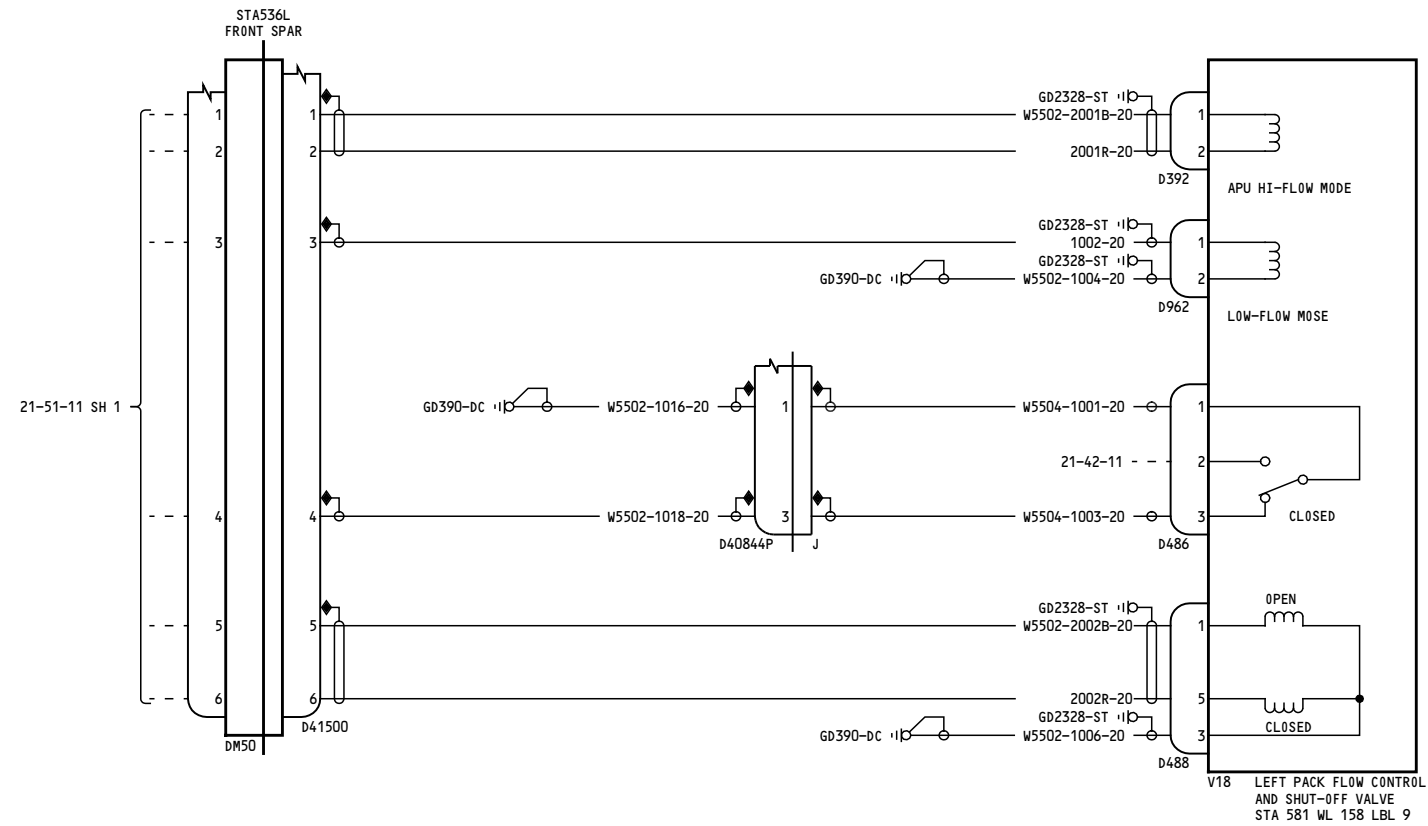 STA536L
FRONT SPAR
GD2328-ST
1 1 W5502-2001B-20 1
2 2 2001R-20 2
D392
APU HI-FLOW MODE
GD2328-ST
3 3 1002-20 1
GD2328-ST
GD390-DC W5502-1004-20 2
D962
LOW-FLOW MOSE
21-51-11 SH 1 GD390-DC W5502-1016-20 1 W5504-1001-20 1
21-42-11 2
4 4 W5502-1018-20 3 W5504-1003-20 3 CLOSED
D40844P J D486
OPEN
GD2328-ST
5 5 W5502-2002B-20 1
6 6 2002R-20 5
GD2328-ST
D41500 CLOSED
DM50 GD390-DC W5502-1006-20 3
D488
V18 LEFT PACK FLOW CONTROL
AND SHUT-OFF VALVE
STA 581 WL 158 LBL 9